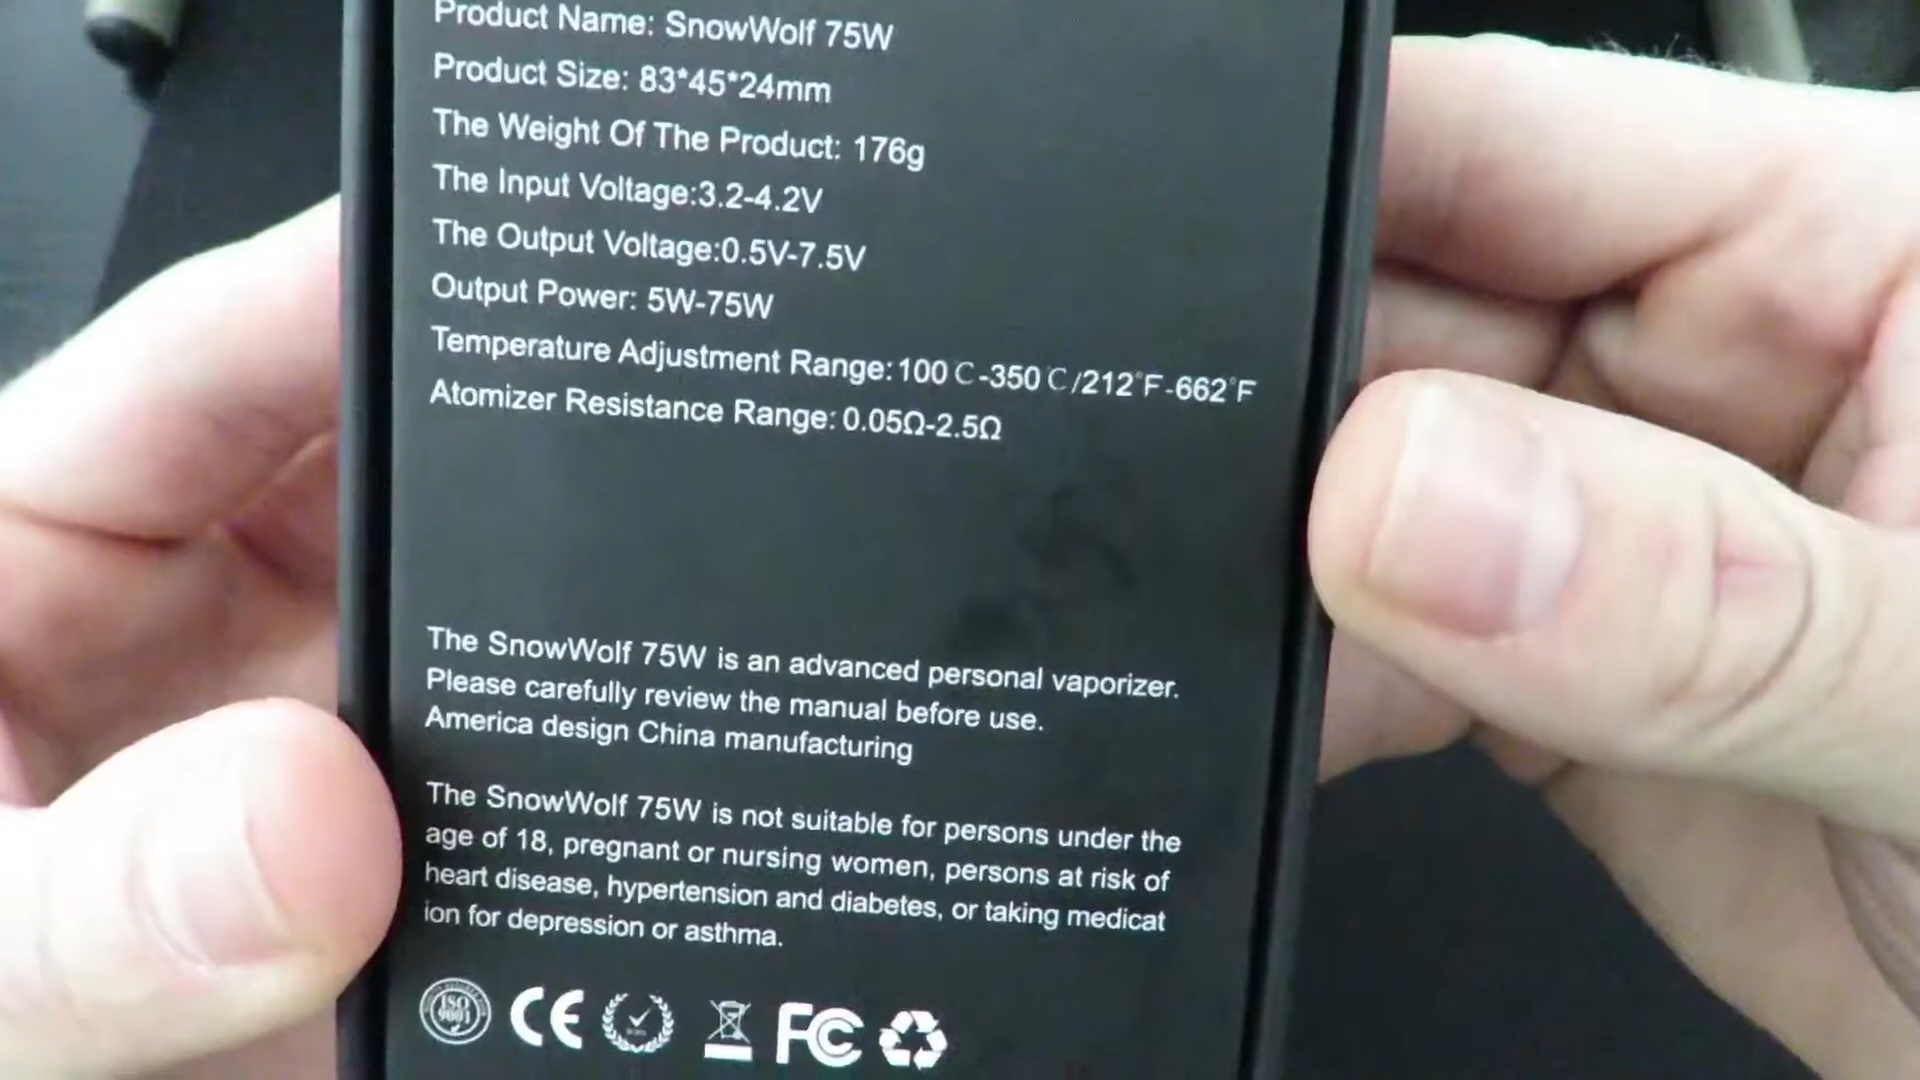 Product Name: SnowWolf 75W
Product Size: 83*45*24mm
The Weight Of The Product: 176g
The Input Voltage:3.2-4.2V
The Output Voltage:0.5V-7.5V
Output Power: 5W-75W
Temperature Adjustment Range:100℃-350℃/212°F-662°F
Atomizer Resistance Range: 0.05Ω-2.5Ω
The SnowWolf 75W is an advanced personal vaporizer.
Please carefully review the manual before use.
America design China manufacturing
The SnowWolf 75W is not suitable for persons under the
age of 18, pregnant or nursing women, persons at risk of
heart disease, hypertension and diabetes, or taking medicat
ion for depression or asthma.
ISO
9001
CE
FC